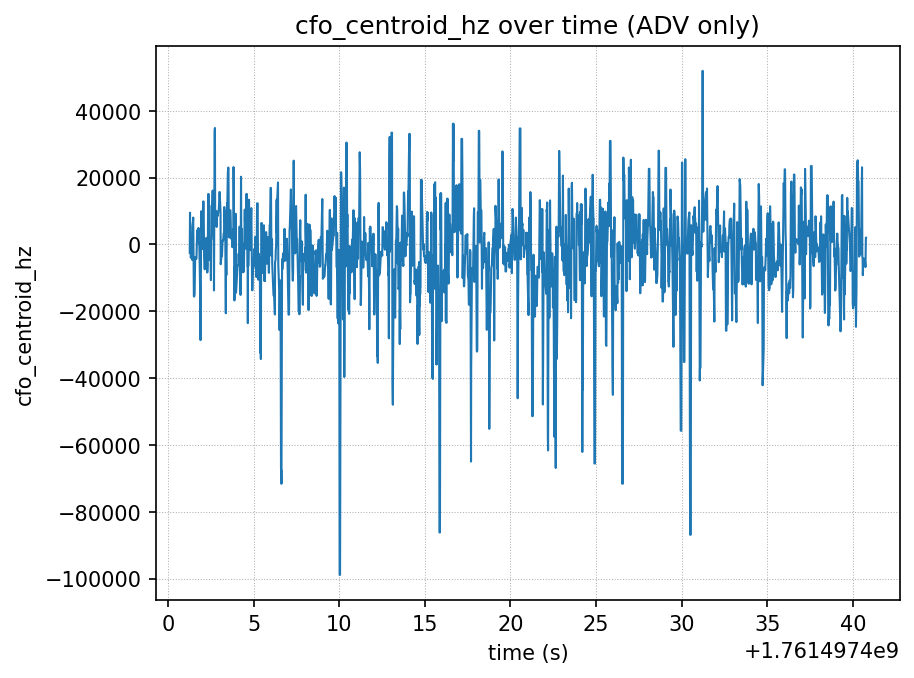 cfo_centroid_hz over time (ADV only)
cfo_centroid_hz
40000
20000
0
−20000
−40000
−60000
−80000
−100000
0 5 10 15 20 25 30 35 40
time (s)
+1.7614974e9